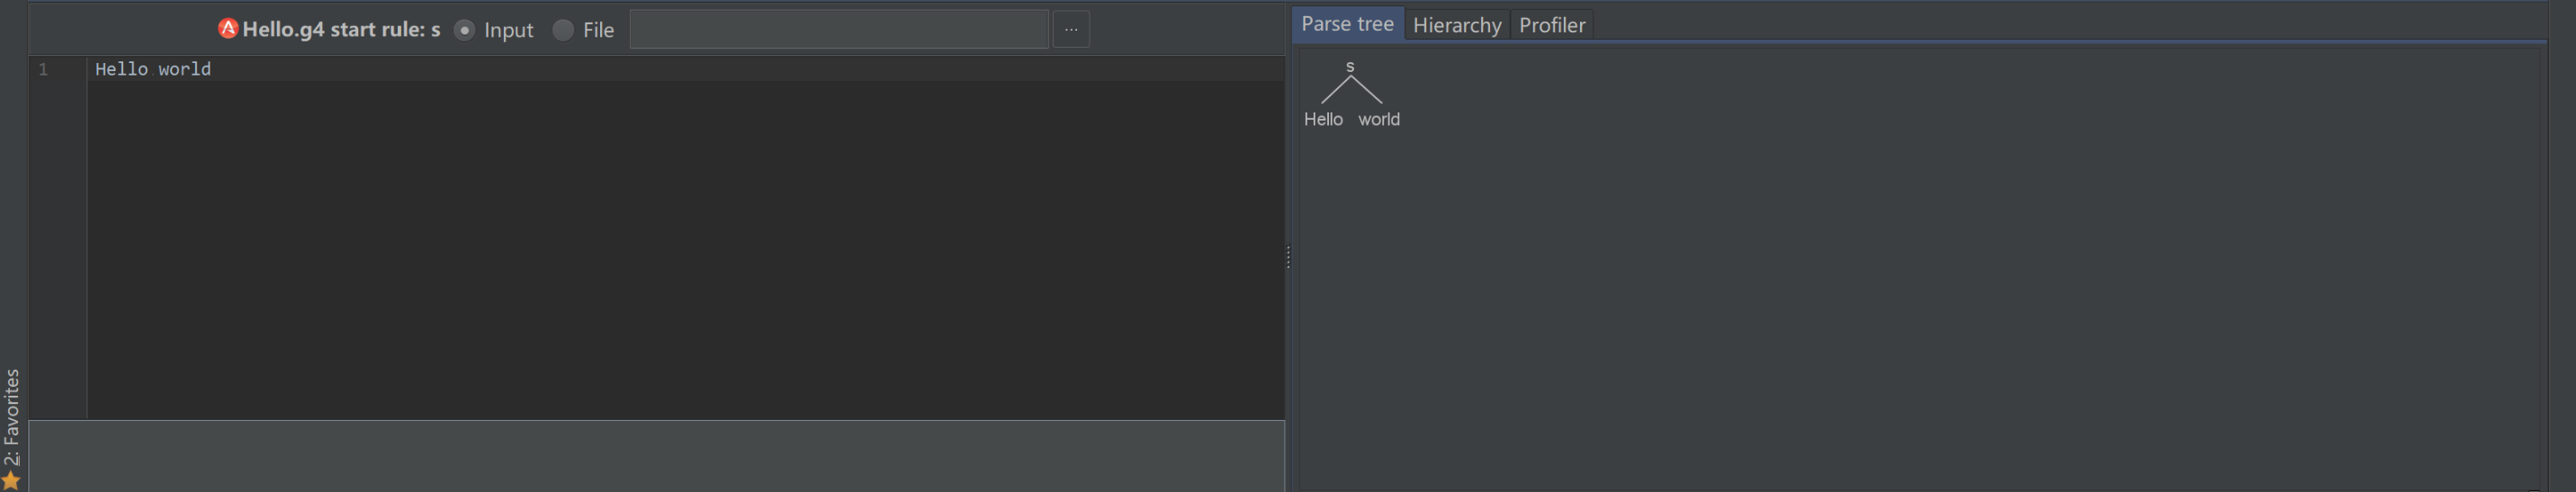 Hello.g4 start rule: s Input File ...
1 Hello world
2: Favorites
Parse tree Hierarchy Profiler
s
Hello world